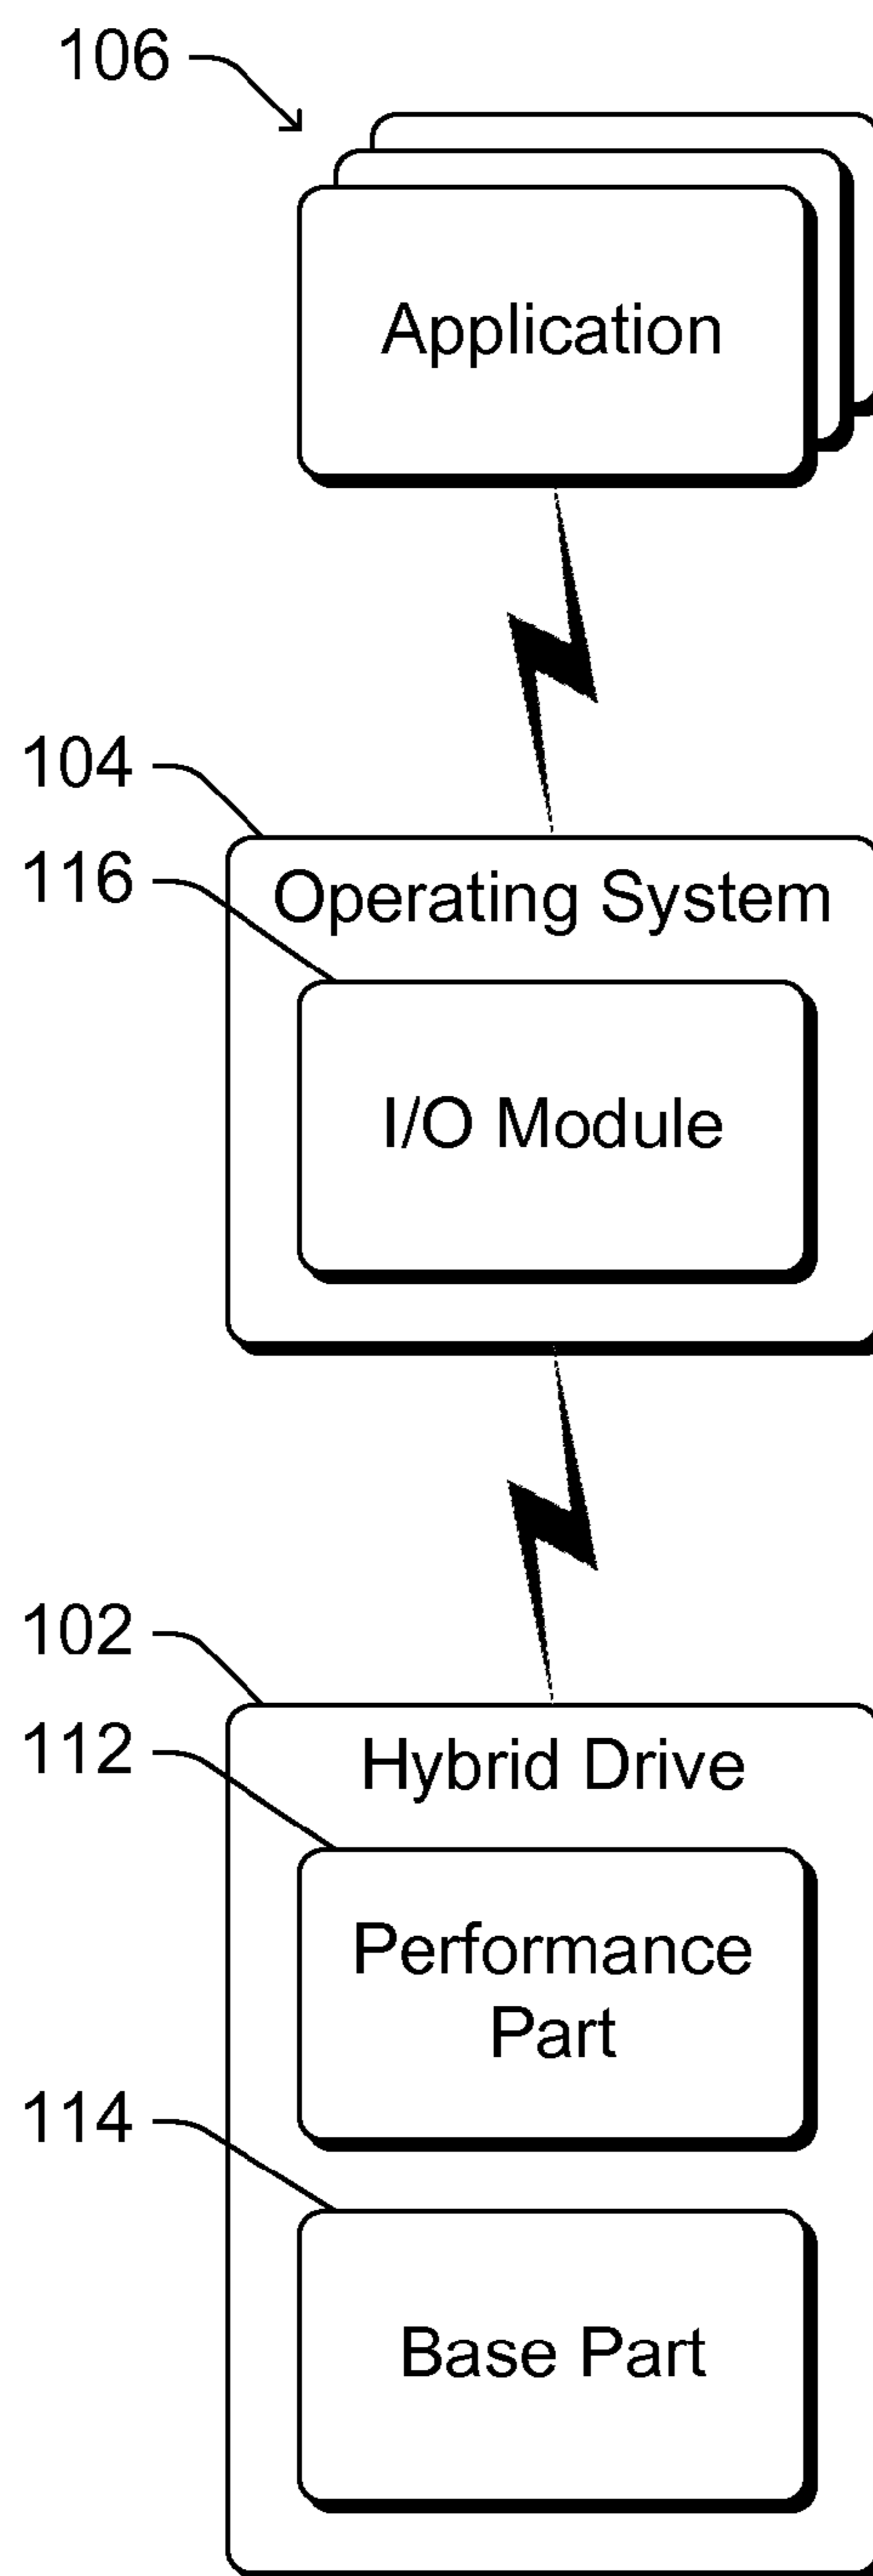 106
Application
104
116
Operating System
I/O Module
102
112
Hybrid Drive
Performance
Part
114
Base Part